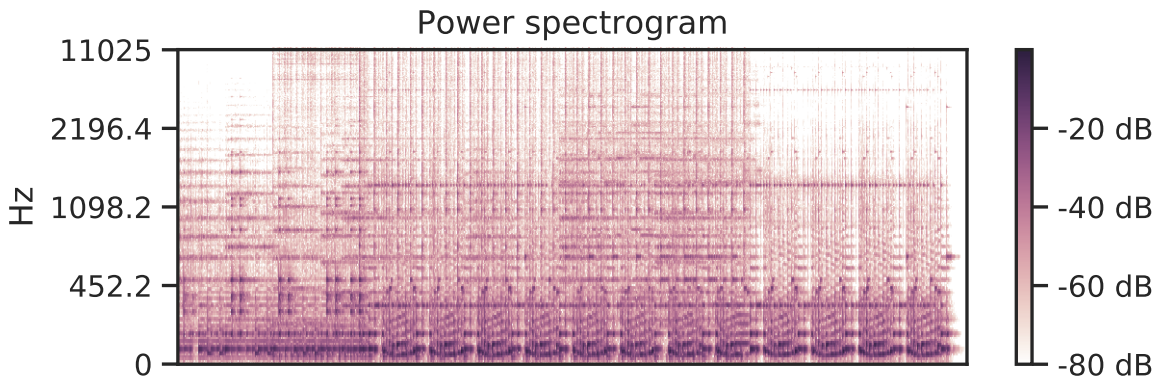 Power spectrogram
11025
2196.4
1098.2
452.2
0
Hz
-20 dB
-40 dB
-60 dB
-80 dB